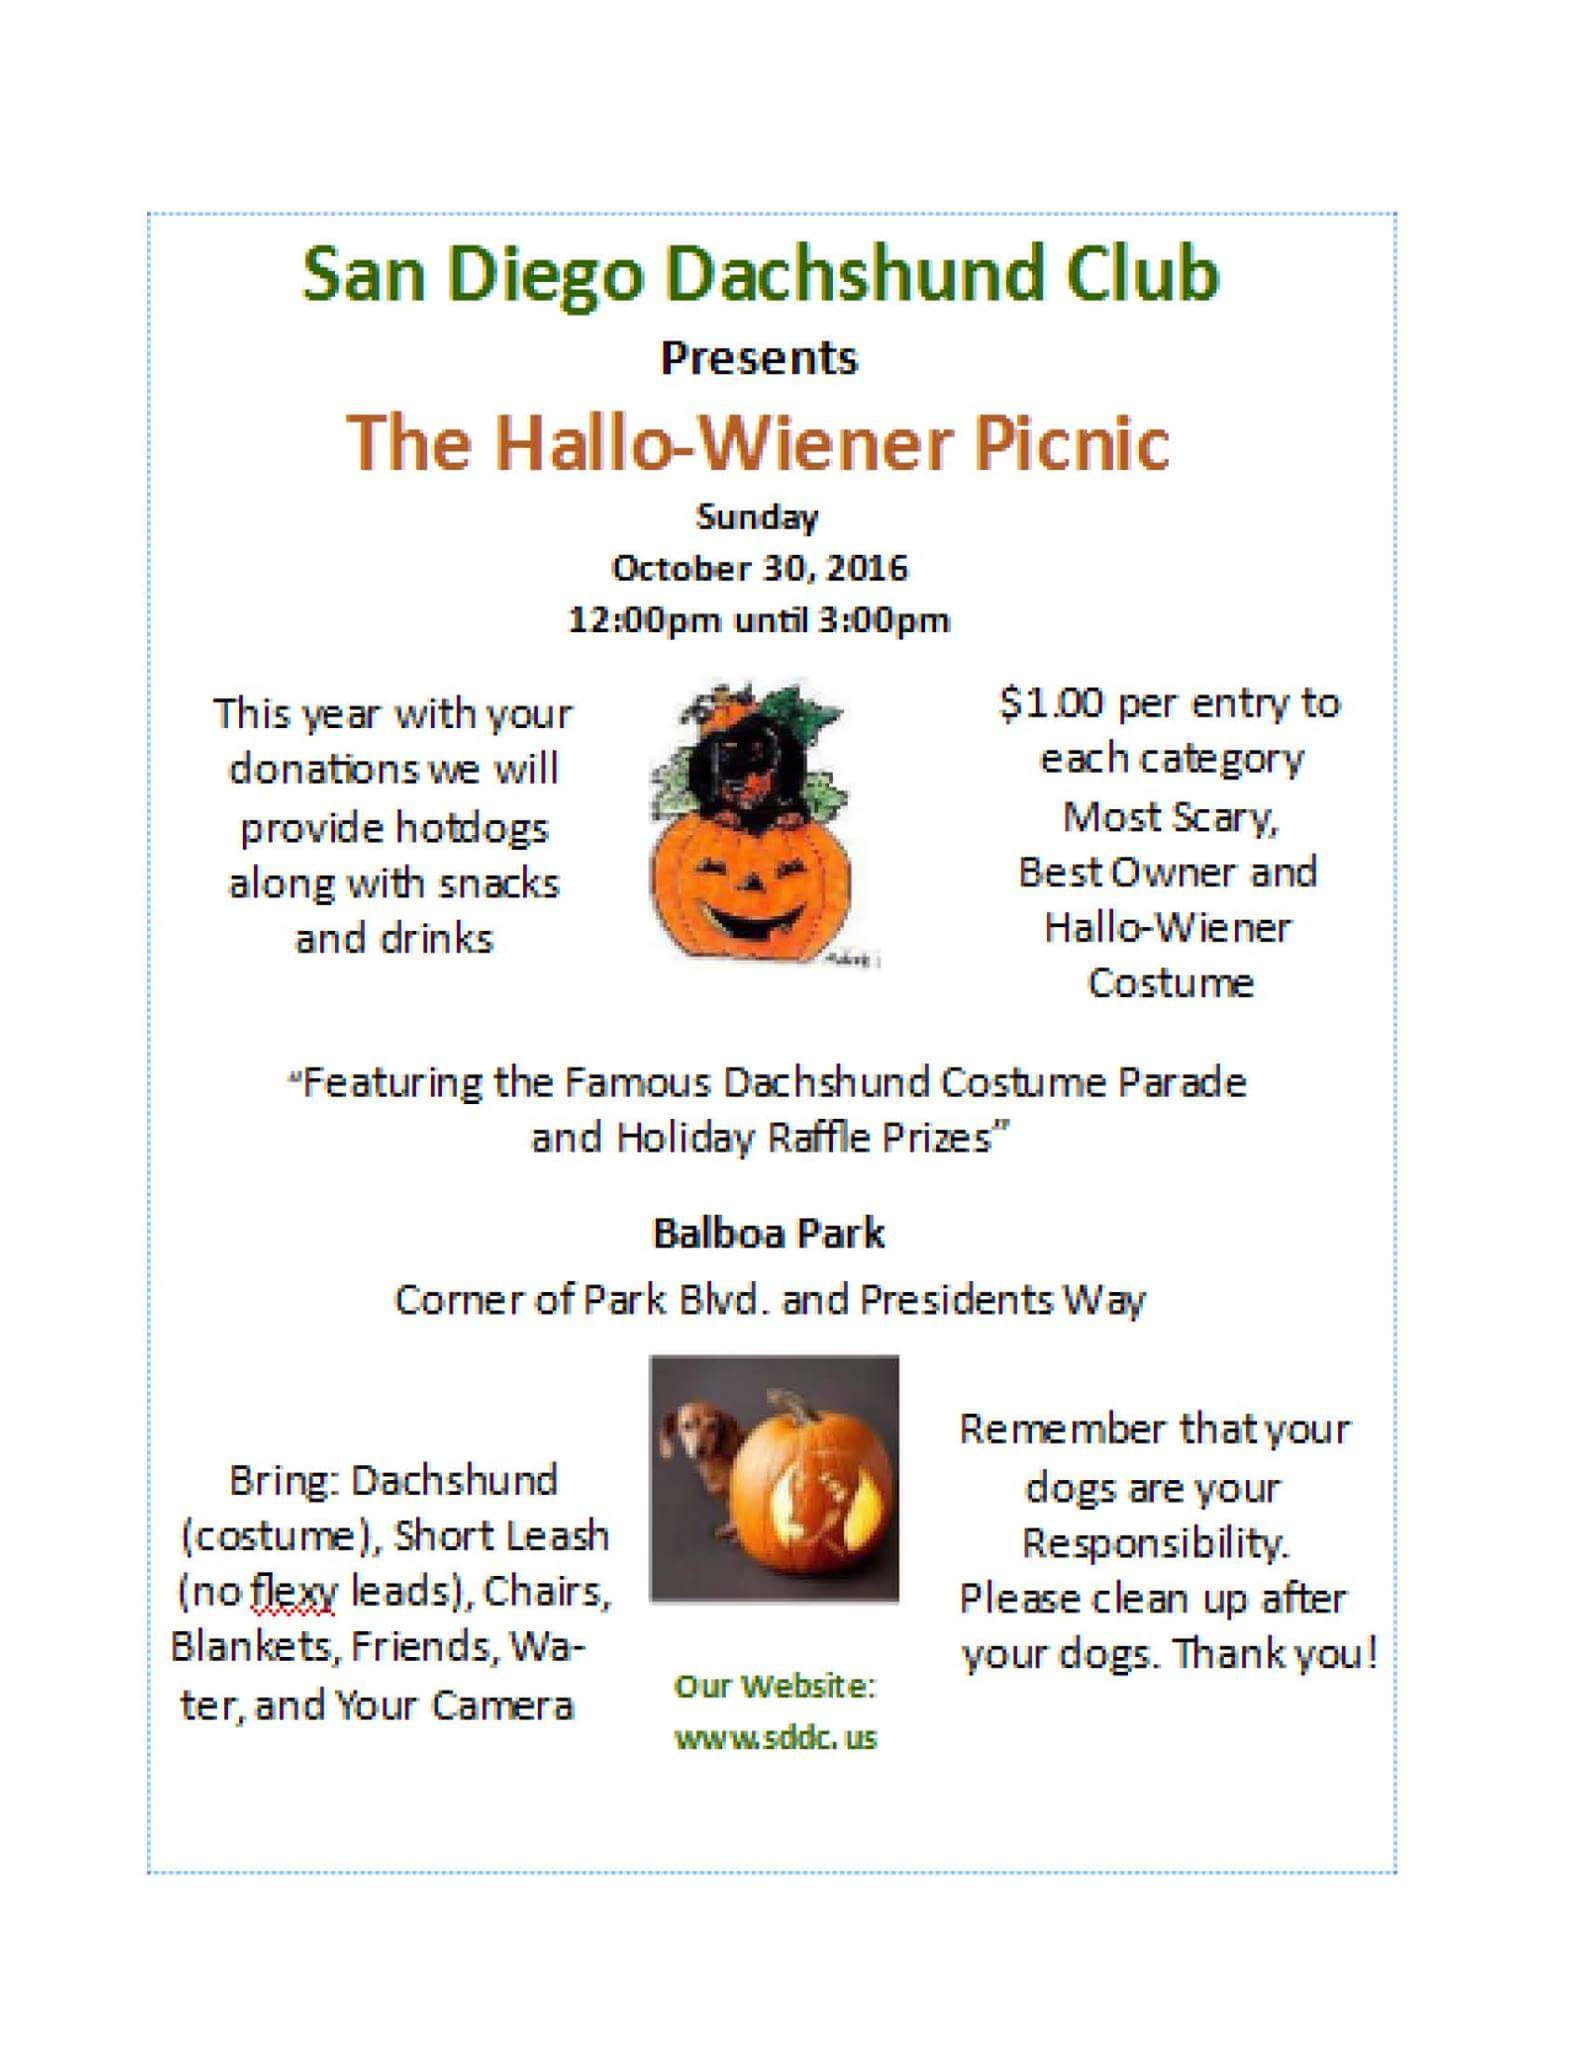 San Diego Dachshund Club
Presents
The Hallo-Wiener Picnic
Sunday
October 30, 2016
12:00pm until 3:00pm
This year with your
donations we will
provide hotdogs
along with snacks
and drinks
$1.00 per entry to
each category
Most Scary,
Best Owner and
Hallo-Wiener
Costume
“Featuring the Famous Dachshund Costume Parade
and Holiday Raffle Prizes”
Balboa Park
Corner of Park Blvd. and Presidents Way
Bring: Dachshund
(costume), Short Leash
(no flexy leads), Chairs,
Blankets, Friends, Wa-
ter, and Your Camera
Remember that your
dogs are your
Responsibility.
Please clean up after
your dogs. Thank you!
Our Website:
www.sddc.us